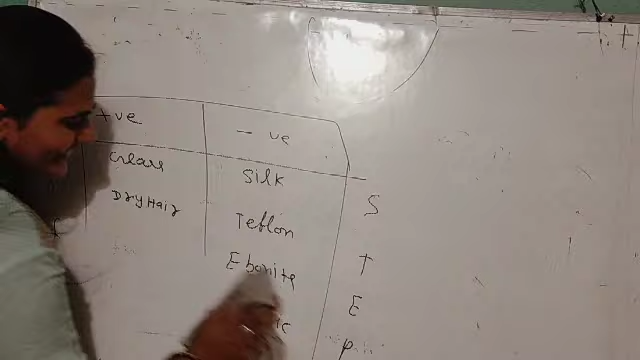 +ve - ve
Glass Silk S
Dry Hair Teflon T
Ebonite E
P